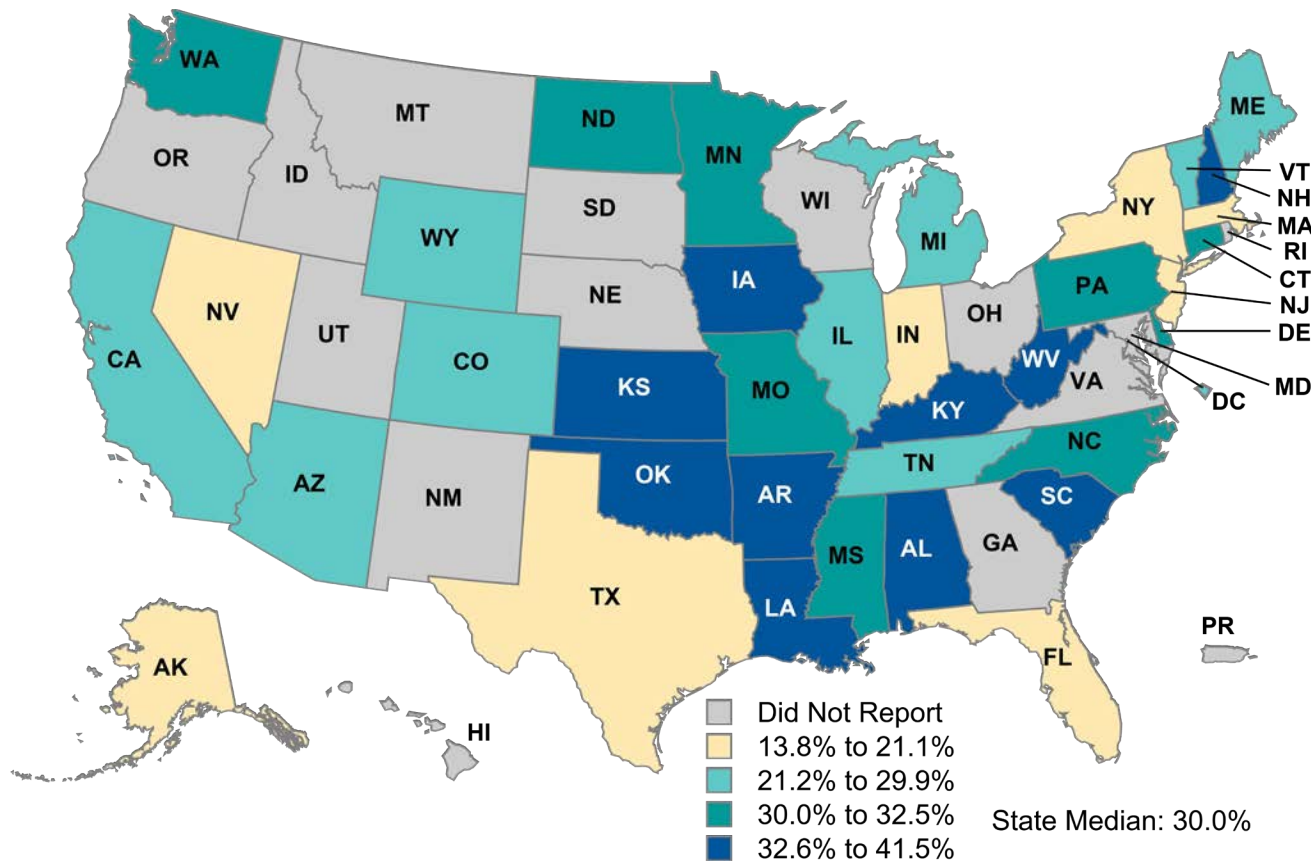 WA
MT
ND
MN
ME
OR
ID
SD
WI
VT
NH
NY
MA
WY
MI
RI
CT
IA
PA
NJ
NE
NV
OH
DE
UT
IL
IN
CA
CO
WV
VA
MD
KS
MO
KY
DC
NC
TN
OK
AZ
NM
AR
SC
MS
AL
GA
TX
LA
PR
FL
AK
HI
Did Not Report
13.8% to 21.1%
21.2% to 29.9%
30.0% to 32.5%
State Median: 30.0%
32.6% to 41.5%